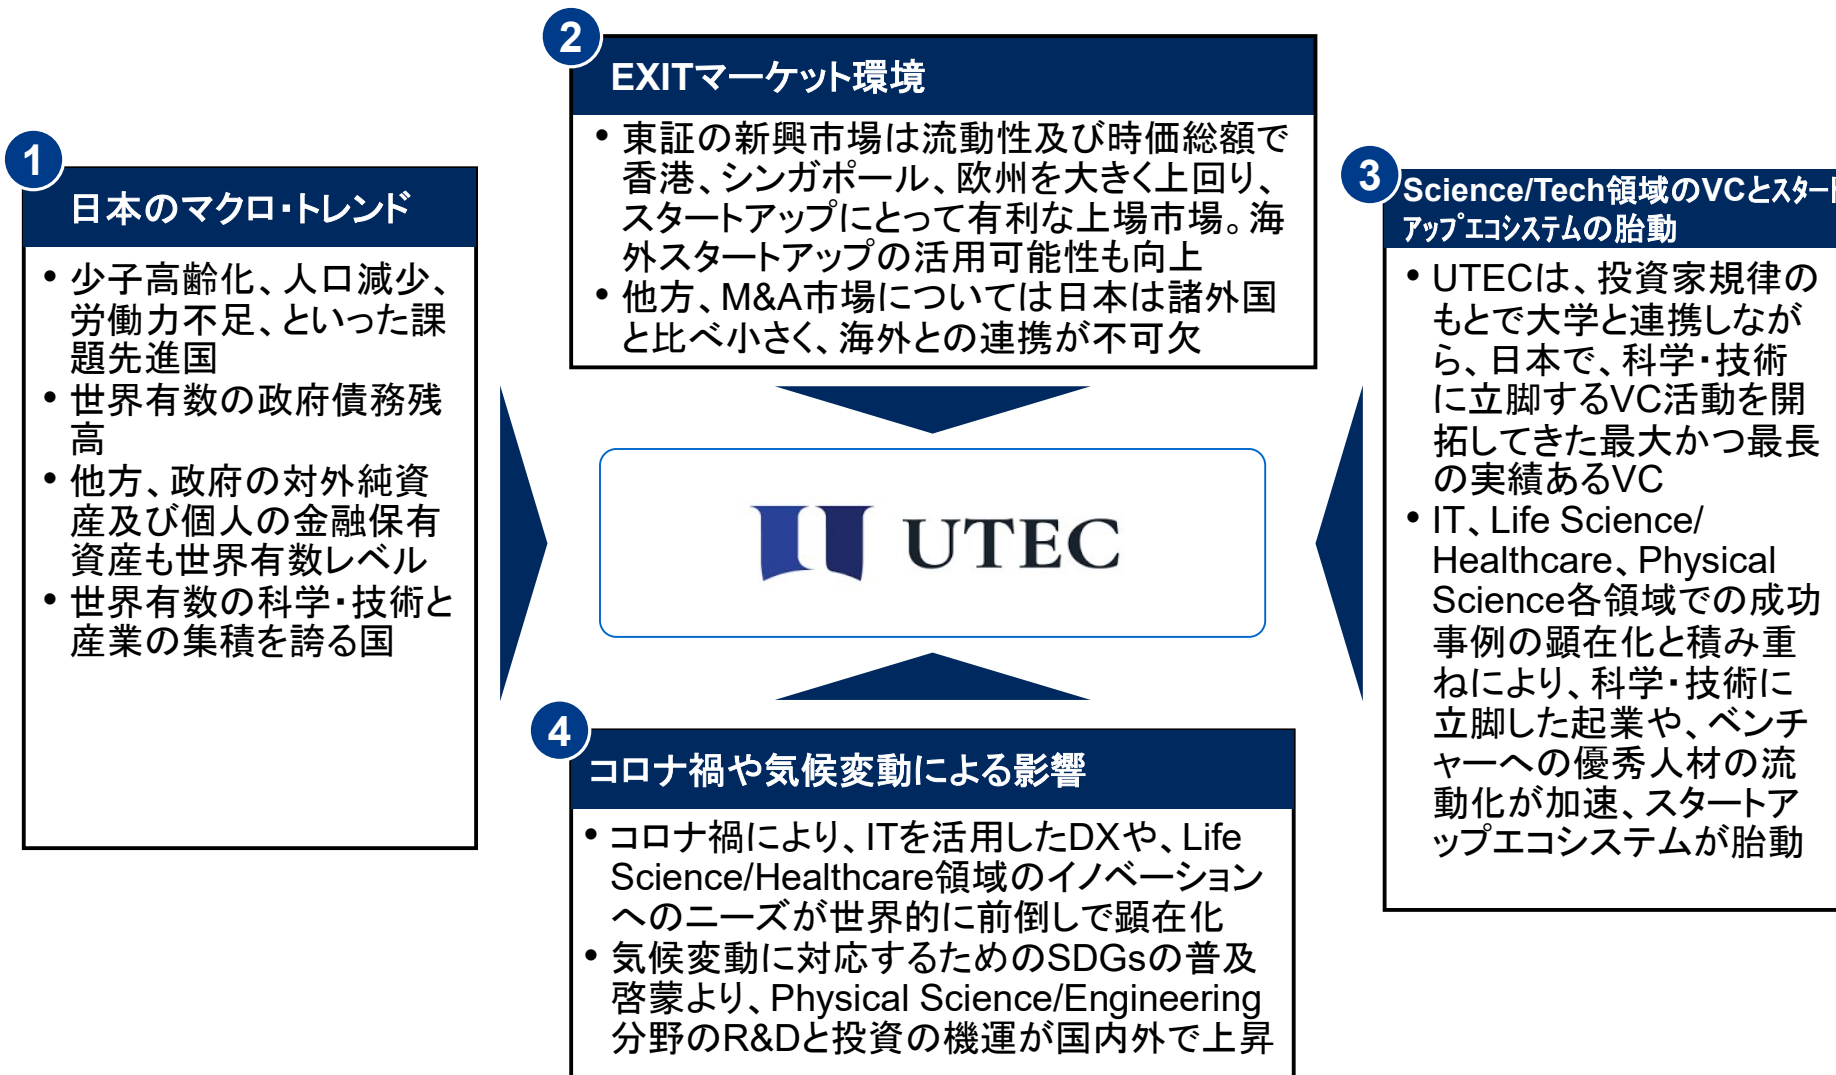 1
日本のマクロ・トレンド
• 少子高齢化、人口減少、
労働力不足、といった課
題先進国
• 世界有数の政府債務残
高
• 他方、政府の対外純資
産及び個人の金融保有
資産も世界有数レベル
• 世界有数の科学・技術と
産業の集積を誇る国
2
EXITマーケット環境
• 東証の新興市場は流動性及び時価総額で
香港、シンガポール、欧州を大きく上回り、
スタートアップにとって有利な上場市場。海
外スタートアップの活用可能性も向上
• 他方、M&A市場については日本は諸外国
と比べ小さく、海外との連携が不可欠
UTEC
3
Science/Tech領域のVCとスタート
アップエコシステムの胎動
• UTECは、投資家規律の
もとで大学と連携しなが
ら、日本で、科学・技術
に立脚するVC活動を開
拓してきた最大かつ最長
の実績あるVC
• IT、Life Science/
Healthcare、Physical
Science各領域での成功
事例の顕在化と積み重
ねにより、科学・技術に
立脚した起業や、ベンチ
ャーへの優秀人材の流
動化が加速、スタートア
ップエコシステムが胎動
4
コロナ禍や気候変動による影響
• コロナ禍により、ITを活用したDXや、Life
Science/Healthcare領域のイノベーション
へのニーズが世界的に前倒しで顕在化
• 気候変動に対応するためのSDGsの普及
啓蒙より、Physical Science/Engineering
分野のR&Dと投資の機運が国内外で上昇